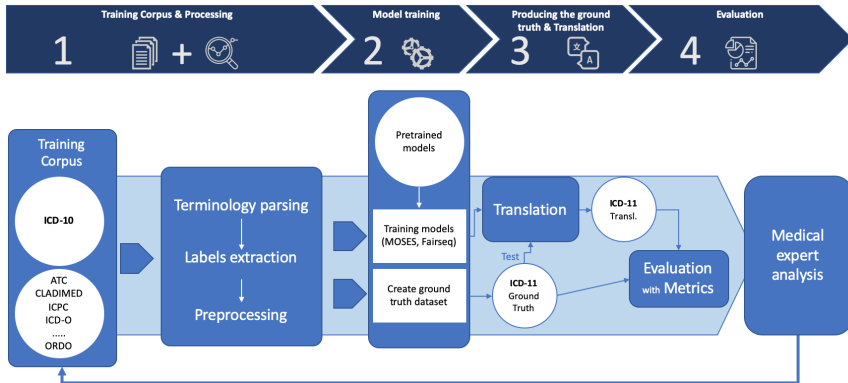 Training Corpus & Processing
Model training
Producing the ground
truth & Translation
Evaluation
1
+
2
3
文
A
4
Training
Corpus
ICD-10
ATC
CLADIMED
ICPC
ICD-O
.....
ORDO
Terminology parsing
Labels extraction
Preprocessing
Pretrained
models
Training models
(MOSES, Fairseq)
Create ground
truth dataset
Translation
Test
ICD-11
Transl.
ICD-11
Ground
Truth
Evaluation
with Metrics
Medical
expert
analysis